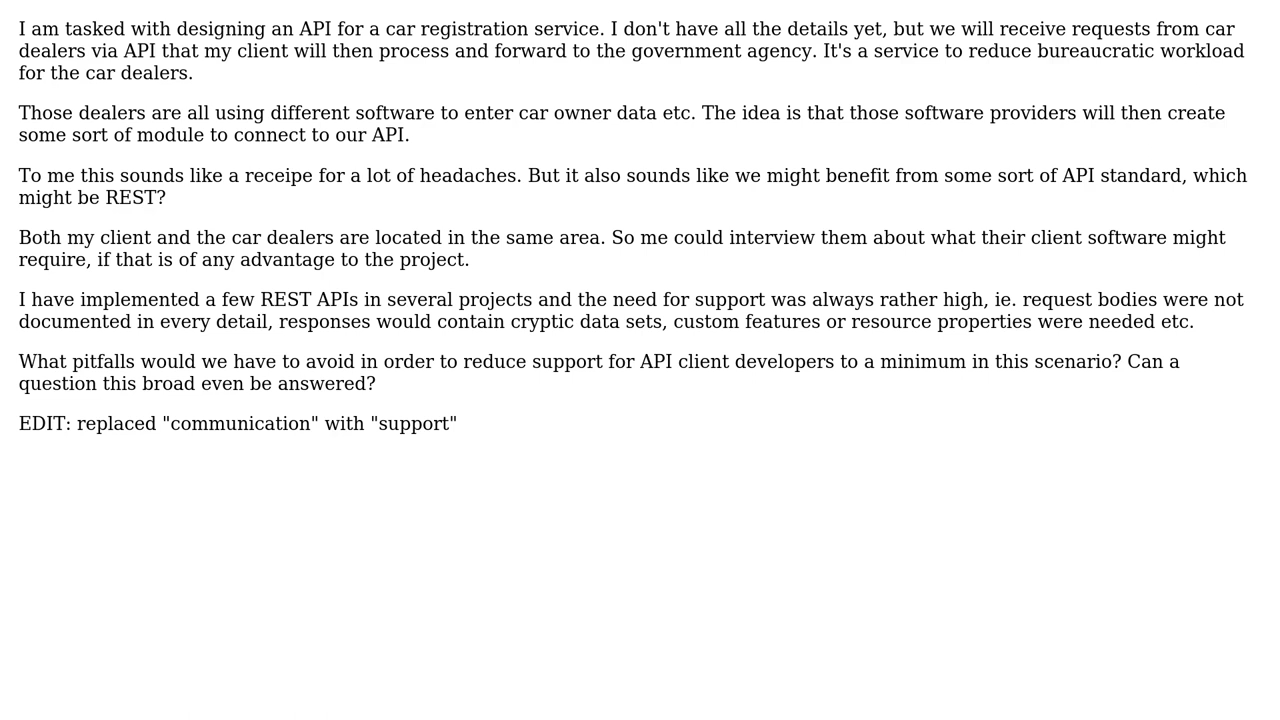 I am tasked with designing an API for a car registration service. I don't have all the details yet, but we will receive requests from car
dealers via API that my client will then process and forward to the government agency. It's a service to reduce bureaucratic workload
for the car dealers.
Those dealers are all using different software to enter car owner data etc. The idea is that those software providers will then create
some sort of module to connect to our API.
To me this sounds like a receipe for a lot of headaches. But it also sounds like we might benefit from some sort of API standard, which
might be REST?
Both my client and the car dealers are located in the same area. So me could interview them about what their client software might
require, if that is of any advantage to the project.
I have implemented a few REST APIs in several projects and the need for support was always rather high, ie. request bodies were not
documented in every detail, responses would contain cryptic data sets, custom features or resource properties were needed etc.
What pitfalls would we have to avoid in order to reduce support for API client developers to a minimum in this scenario? Can a
question this broad even be answered?
EDIT: replaced "communication" with "support"